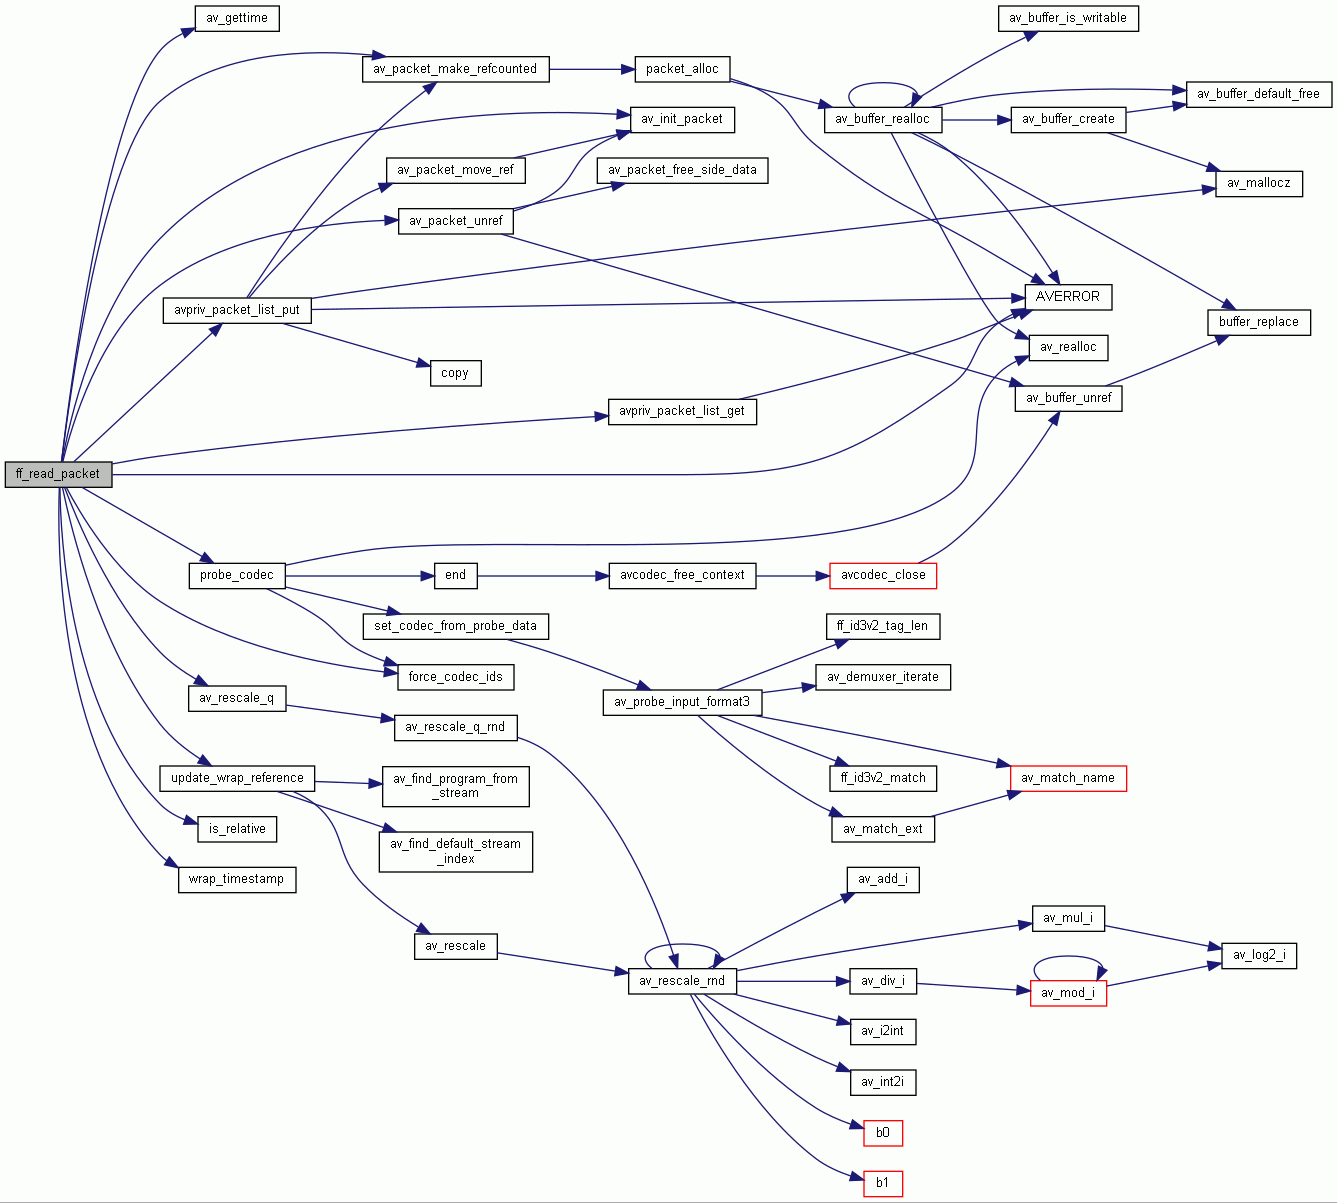 av_gettime
av_buffer_is_writable
av_packet_make_refcounted
packet_alloc
av_buffer_default_free
av_init_packet
av_buffer_realloc
av_buffer_create
av_packet_move_ref
av_packet_free_side_data
av_mallocz
av_packet_unref
AVERROR
avpriv_packet_list_put
buffer_replace
av_realloc
copy
av_buffer_unref
avpriv_packet_list_get
ff_read_packet
probe_codec
end
avcodec_free_context
avcodec_close
set_codec_from_probe_data
ff_id3v2_tag_len
force_codec_ids
av_demuxer_iterate
av_rescale_q
av_probe_input_format3
av_rescale_q_rnd
update_wrap_reference
av_find_program_from
_stream
ff_id3v2_match
av_match_name
is_relative
av_match_ext
av_find_default_stream
_index
wrap_timestamp
av_add_i
av_mul_i
av_rescale
av_log2_i
av_rescale_rnd
av_div_i
av_mod_i
av_i2int
av_int2i
b0
b1